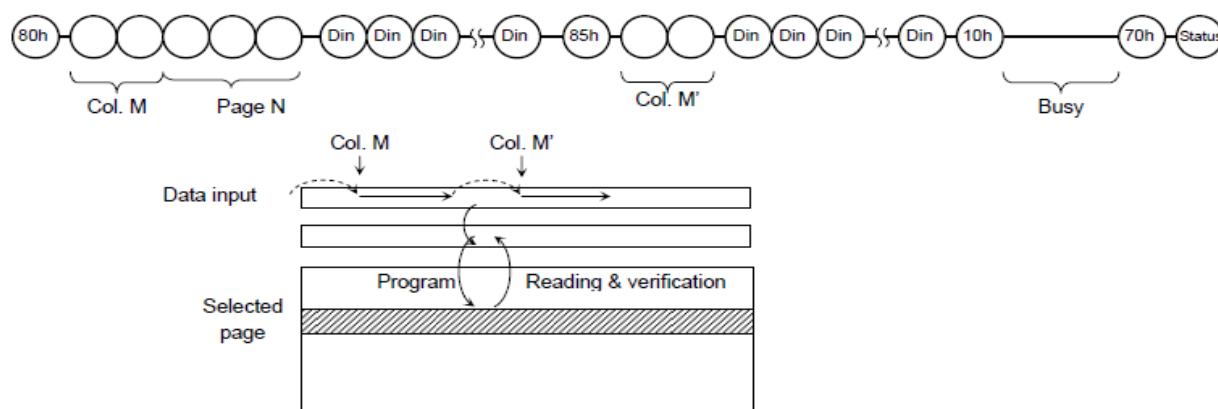 80h Din Din Din Din 85h Din Din Din Din 10h 70h Status
Col. M Page N Col. M' Busy
Col. M Col. M'
Data input
Program Reading & verification
Selected
page